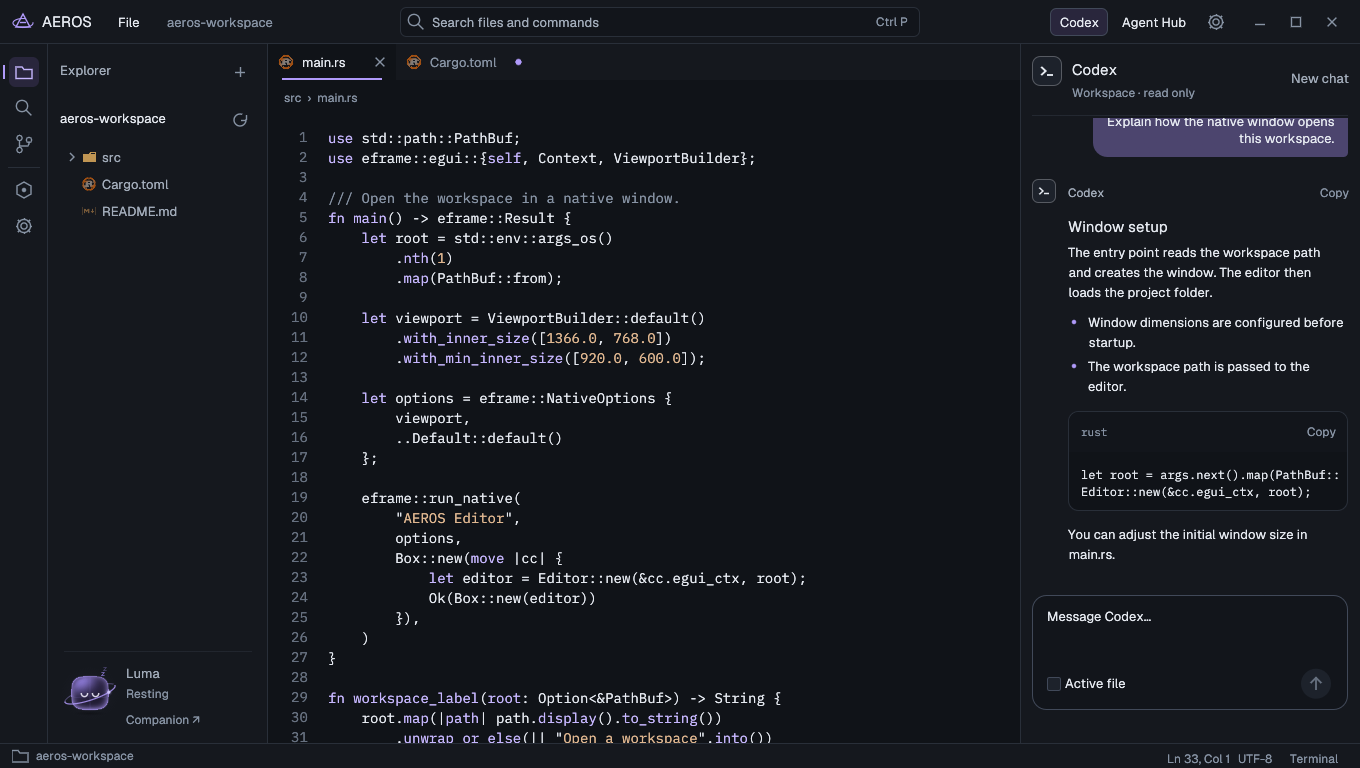 AEROS File aeros-workspace Search files and commands Ctrl P Codex Agent Hub
Explorer
aeros-workspace
src
Cargo.toml
README.md
Luma
Resting
Companion ↗
main.rs
Cargo.toml
src › main.rs
1 use std::path::PathBuf;
2 use eframe::egui::{self, Context, ViewportBuilder};
3
4 /// Open the workspace in a native window.
5 fn main() -> eframe::Result {
6     let root = std::env::args_os()
7         .nth(1)
8         .map(PathBuf::from);
9
10     let viewport = ViewportBuilder::default()
11         .with_inner_size([1366.0, 768.0])
12         .with_min_inner_size([920.0, 600.0]);
13
14     let options = eframe::NativeOptions {
15         viewport,
16         ..Default::default()
17     };
18
19     eframe::run_native(
20         "AEROS Editor",
21         options,
22         Box::new(move |cc| {
23             let editor = Editor::new(&cc.egui_ctx, root);
24             Ok(Box::new(editor))
25         }),
26     )
27 }
28
29 fn workspace_label(root: Option<&PathBuf>) -> String {
30     root.map(|path| path.display().to_string())
31         .unwrap_or_else(|| "Open a workspace".into())
Codex
Workspace · read only
New chat
Explain how the native window opens
this workspace.
Codex
Copy
Window setup
The entry point reads the workspace path
and creates the window. The editor then
loads the project folder.
• Window dimensions are configured before
startup.
• The workspace path is passed to the
editor.
rust
Copy
let root = args.next().map(PathBuf::
Editor::new(&cc.egui_ctx, root);
You can adjust the initial window size in
main.rs.
Message Codex…
Active file
aeros-workspace
Ln 33, Col 1 UTF-8 Terminal